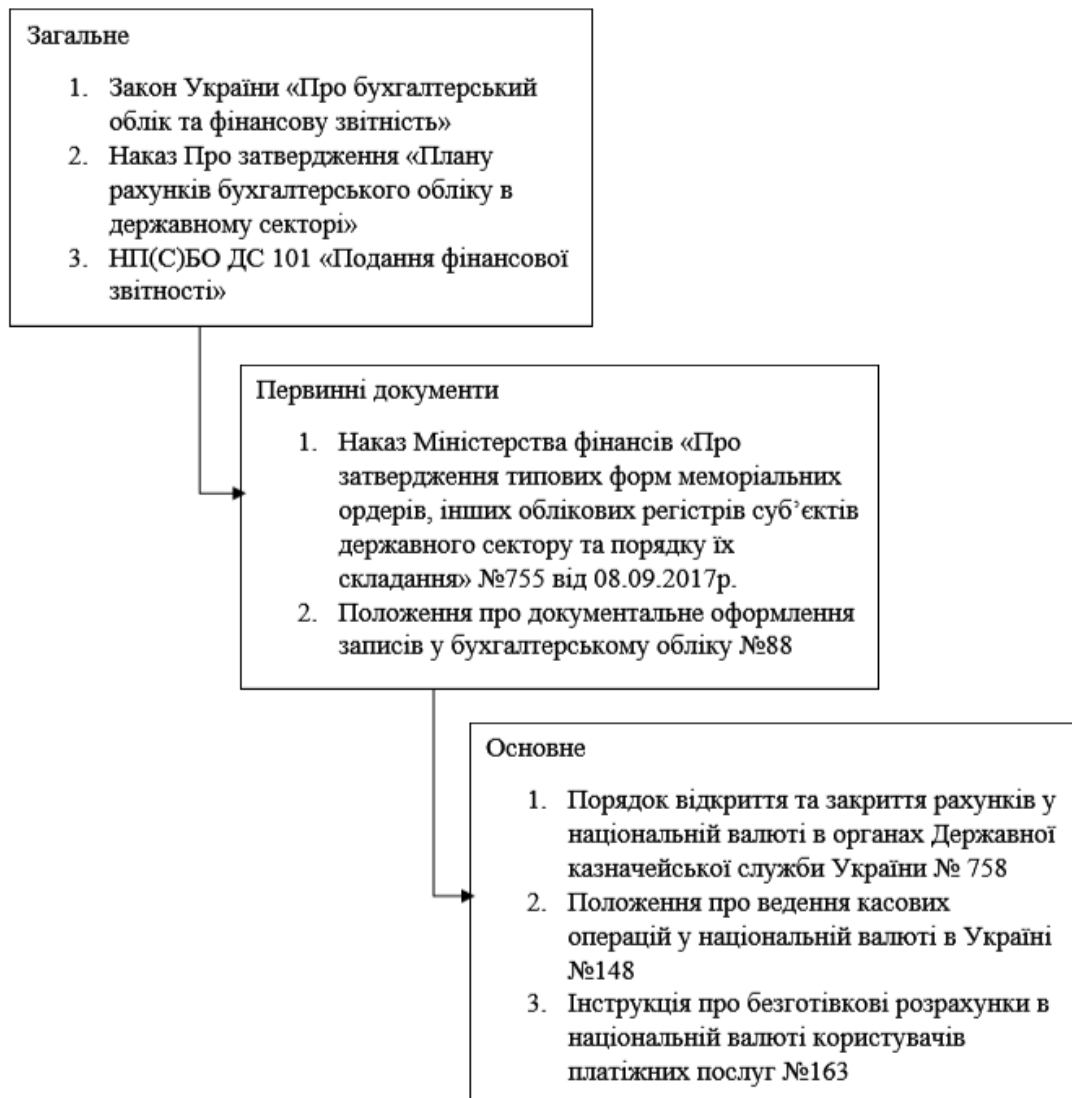 Загальне
1. Закон України «Про бухгалтерський
облік та фінансову звітність»
2. Наказ Про затвердження «Плану
рахунків бухгалтерського обліку в
державному секторі»
3. НП(С)БО ДС 101 «Подання фінансової
звітності»
Первинні документи
1. Наказ Міністерства фінансів «Про
затвердження типових форм меморіальних
ордерів, інших облікових регістрів суб’єктів
державного сектору та порядку їх
складання» №755 від 08.09.2017р.
2. Положення про документальне оформлення
записів у бухгалтерському обліку №88
Основне
1. Порядок відкриття та закриття рахунків у
національній валюті в органах Державної
казначейської служби України № 758
2. Положення про ведення касових
операцій у національній валюті в Україні
№148
3. Інструкція про безготівкові розрахунки в
національній валюті користувачів
платіжних послуг №163